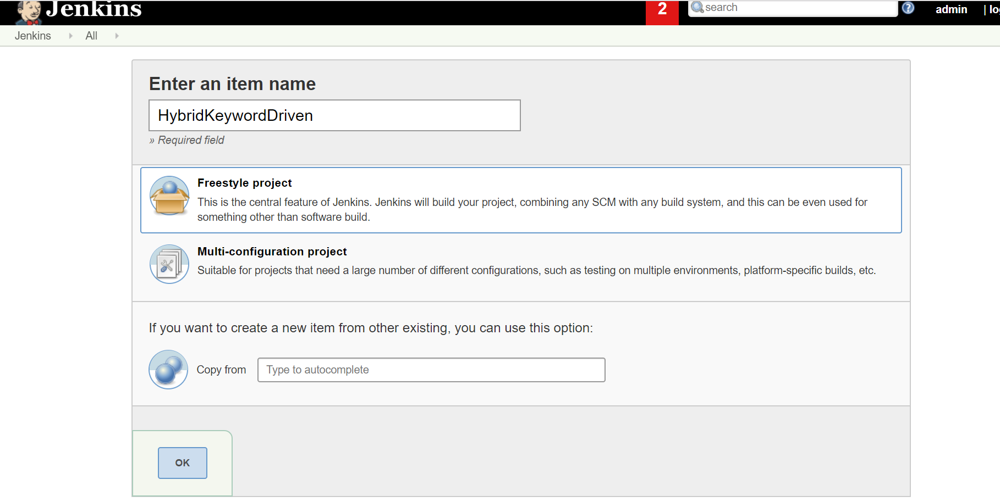 Jenkins
2
search
admin
| lo
Jenkins
All
Enter an item name
HybridKeywordDriven
» Required field
Freestyle project
This is the central feature of Jenkins. Jenkins will build your project, combining any SCM with any build system, and this can be even used for
something other than software build.
Multi-configuration project
Suitable for projects that need a large number of different configurations, such as testing on multiple environments, platform-specific builds, etc.
If you want to create a new item from other existing, you can use this option:
Copy from
Type to autocomplete
OK